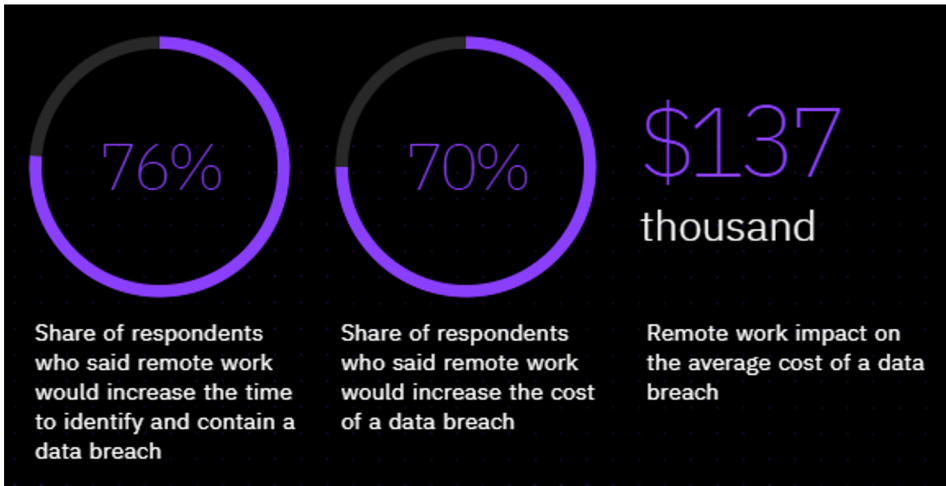 76%
Share of respondents
who said remote work
would increase the time
to identify and contain a
data breach
70%
Share of respondents
who said remote work
would increase the cost
of a data breach
$137
thousand
Remote work impact on
the average cost of a data
breach